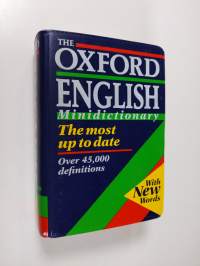 THE
OXFORD
ENGLISH
Minidictionary
The most
up to date
Over 45,000
definitions
With
New
Words